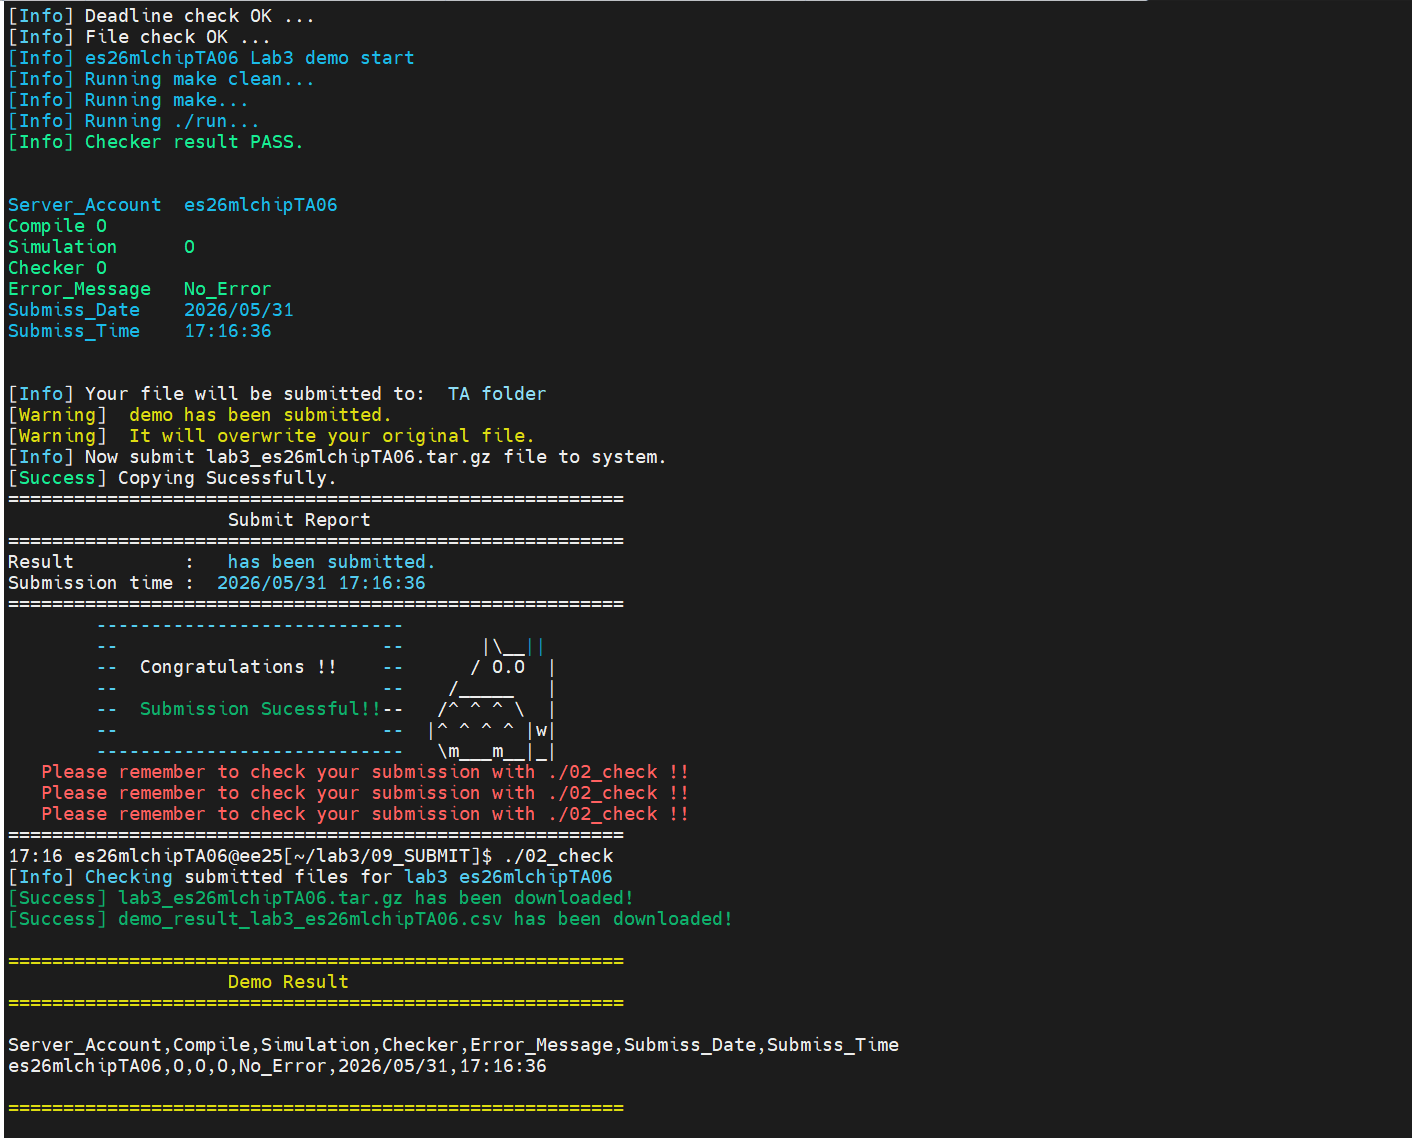 [Info] Deadline check OK ...
[Info] File check OK ...
[Info] es26mlchipTA06 Lab3 demo start
[Info] Running make clean...
[Info] Running make...
[Info] Running ./run...
[Info] Checker result PASS.
Server_Account  es26mlchipTA06
Compile O
Simulation      O
Checker O
Error_Message   No_Error
Submiss_Date    2026/05/31
Submiss_Time    17:16:36
[Info] Your file will be submitted to:  TA folder
[Warning]  demo has been submitted.
[Warning]  It will overwrite your original file.
[Info] Now submit lab3_es26mlchipTA06.tar.gz file to system.
[Success] Copying Sucessfully.
========================================================
                    Submit Report
========================================================
Result          :   has been submitted.
Submission time :  2026/05/31 17:16:36
========================================================
        ----------------------------
        --                        --       |\__||
        --  Congratulations !!    --      / O.O  |
        --                        --    /_____   |
        --  Submission Sucessful!!--   /^ ^ ^ \  |
        --                        --  |^ ^ ^ ^ |w|
        ----------------------------   \m___m__|_|
   Please remember to check your submission with ./02_check !!
   Please remember to check your submission with ./02_check !!
   Please remember to check your submission with ./02_check !!
========================================================
17:16 es26mlchipTA06@ee25[~/lab3/09_SUBMIT]$ ./02_check
[Info] Checking submitted files for lab3 es26mlchipTA06
[Success] lab3_es26mlchipTA06.tar.gz has been downloaded!
[Success] demo_result_lab3_es26mlchipTA06.csv has been downloaded!
========================================================
                    Demo Result
========================================================
Server_Account,Compile,Simulation,Checker,Error_Message,Submiss_Date,Submiss_Time
es26mlchipTA06,O,O,O,No_Error,2026/05/31,17:16:36
========================================================